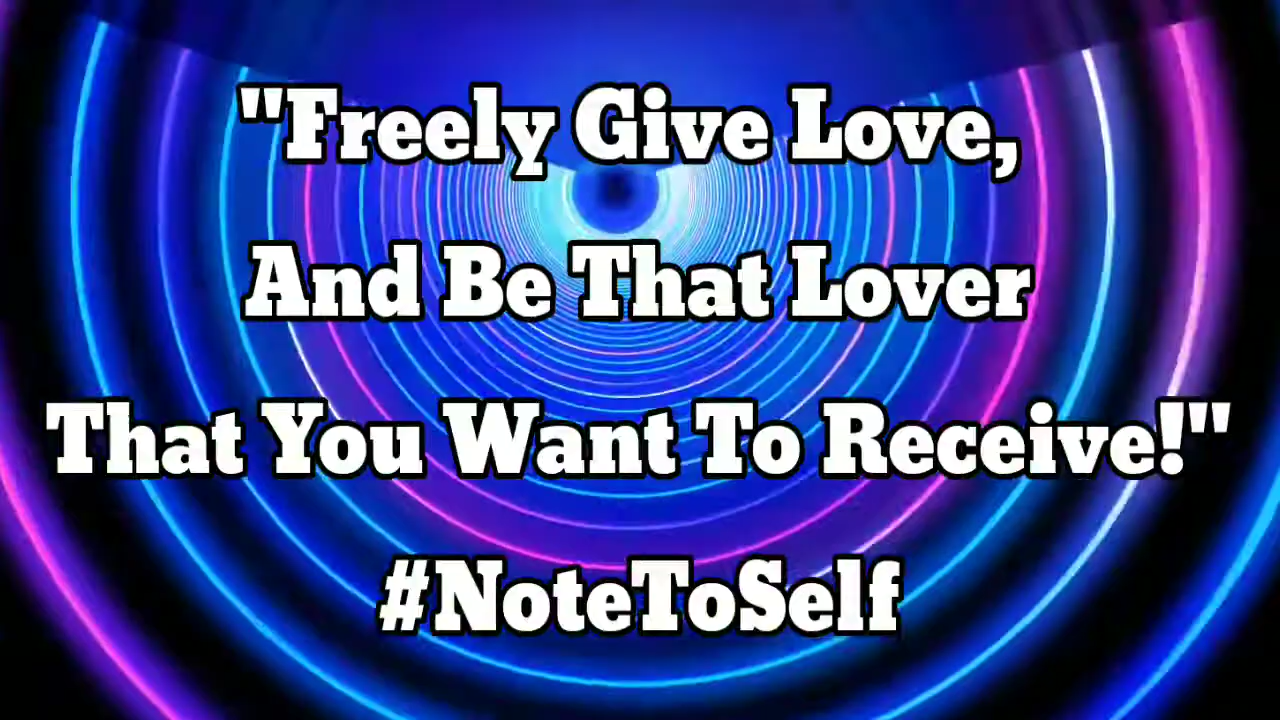 "Freely Give Love,
And Be That Lover
That You Want To Receive!"
#NoteToSelf